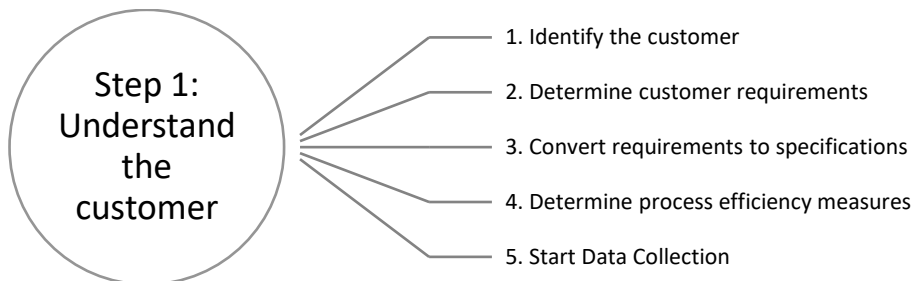 Step 1:
Understand
the
customer
1. Identify the customer
2. Determine customer requirements
3. Convert requirements to specifications
4. Determine process efficiency measures
5. Start Data Collection